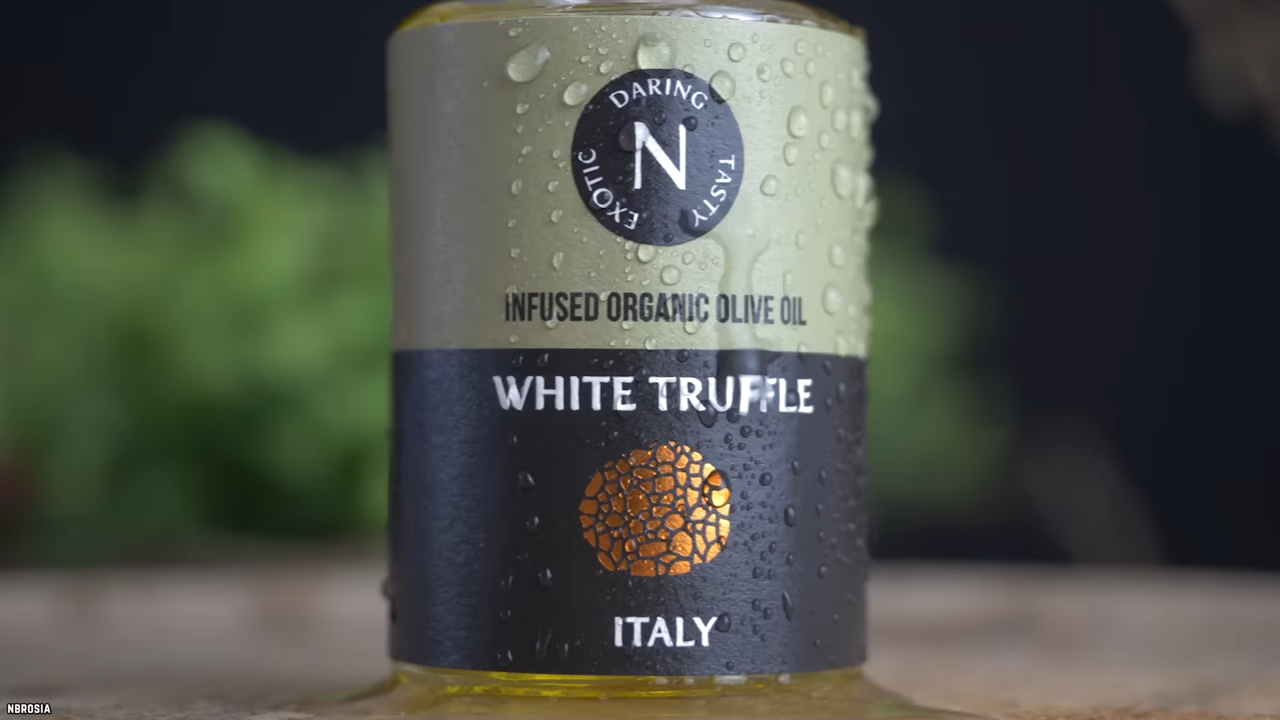 DARING
TASTY
EXOTIC
N
INFUSED ORGANIC OLIVE OIL
WHITE TRUFFLE
ITALY
NBROSIA